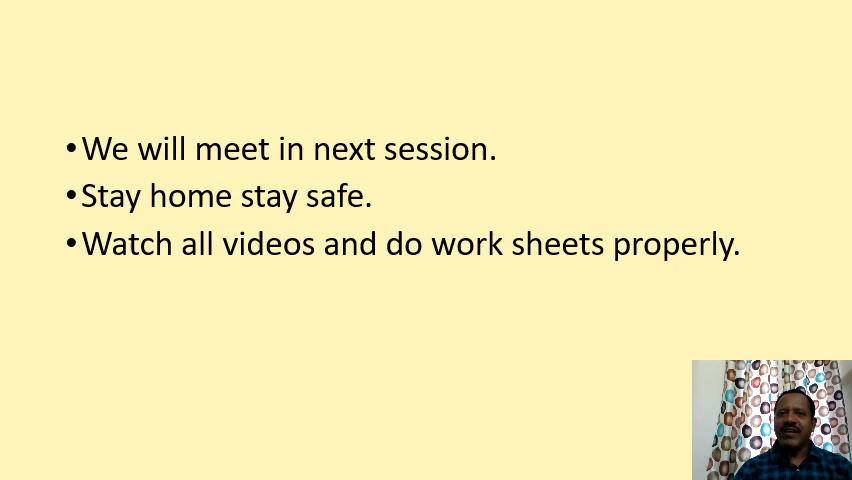 •We will meet in next session.
•Stay home stay safe.
•Watch all videos and do work sheets properly.